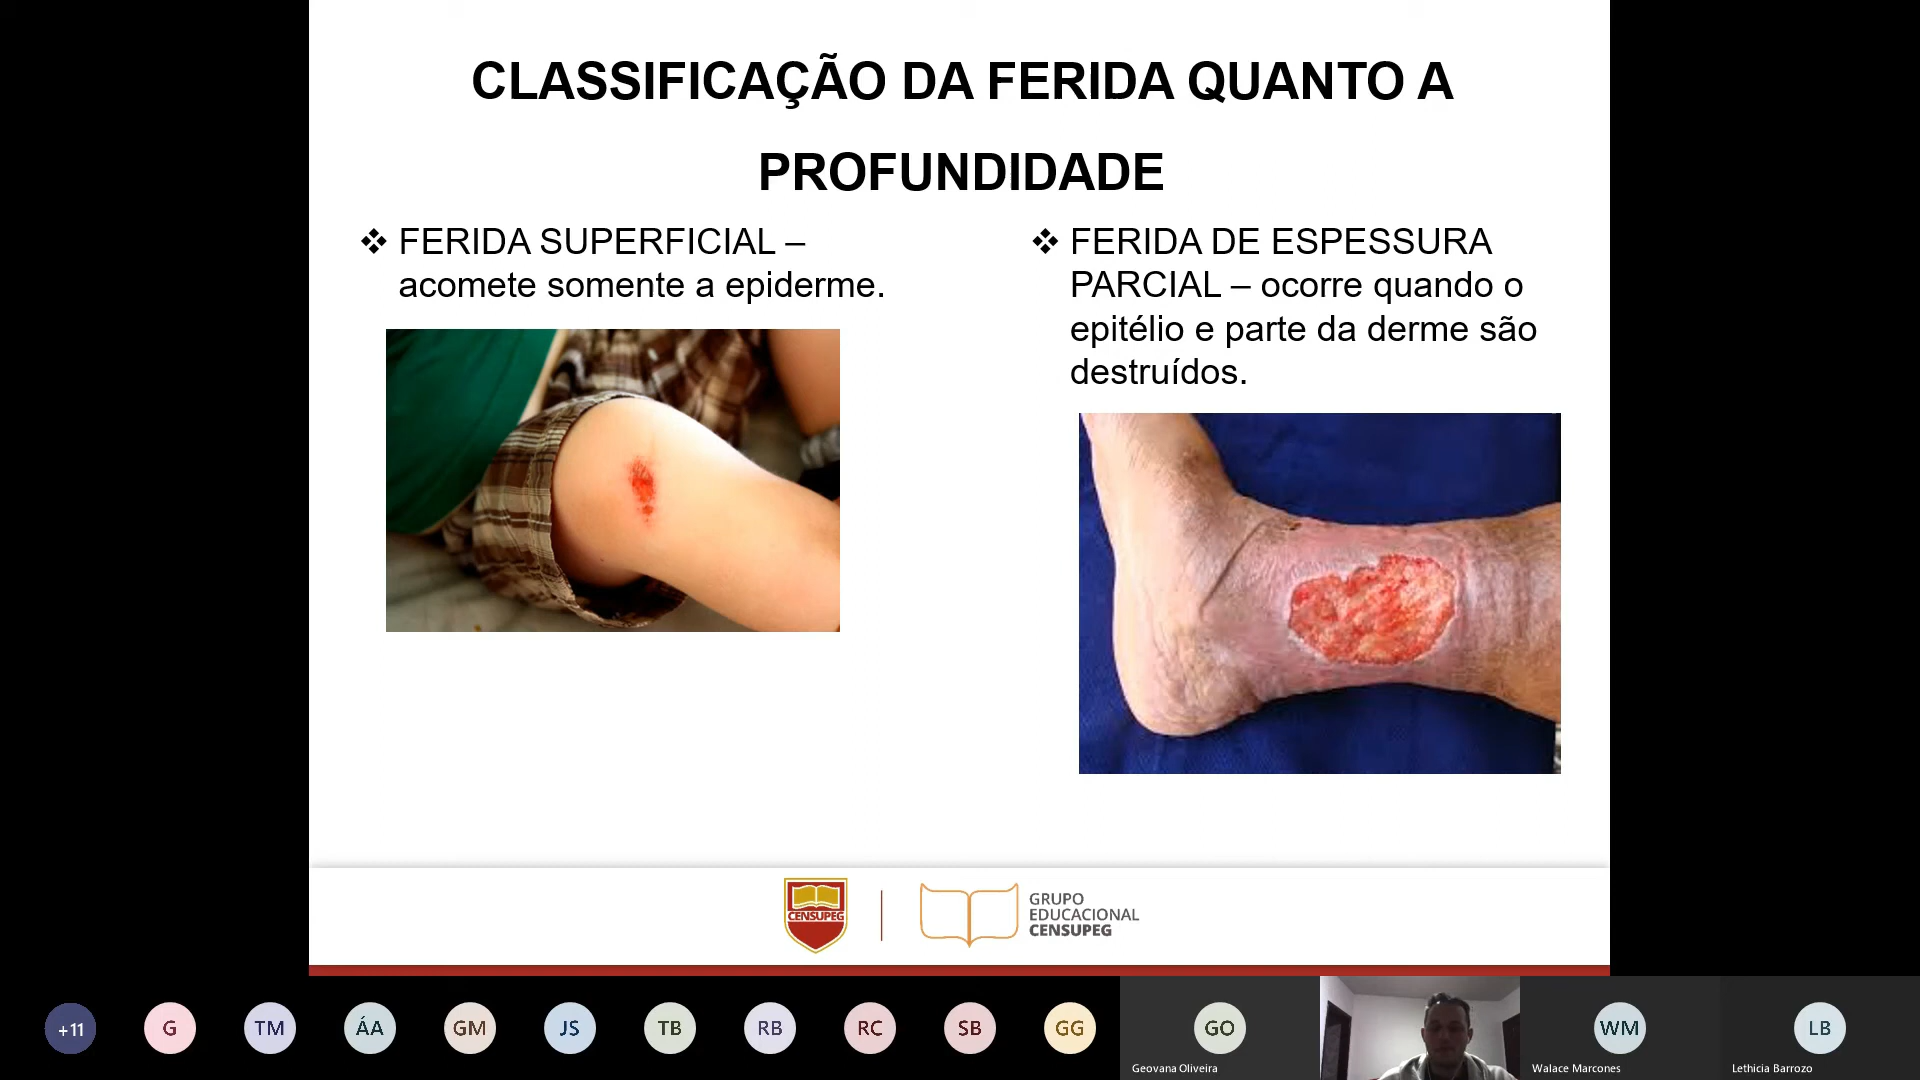 CLASSIFICAÇÃO DA FERIDA QUANTO A
PROFUNDIDADE
❖ FERIDA SUPERFICIAL –
acomete somente a epiderme.
❖ FERIDA DE ESPESSURA
PARCIAL – ocorre quando o
epitélio e parte da derme são
destruídos.
CENSUPEG
GRUPO
EDUCACIONAL
CENSUPEG
+11
G
TM
ÁA
GM
JS
TB
RB
RC
SB
GG
GO
WM
LB
Geovana Oliveira
Walace Marcones
Lethicia Barrozo